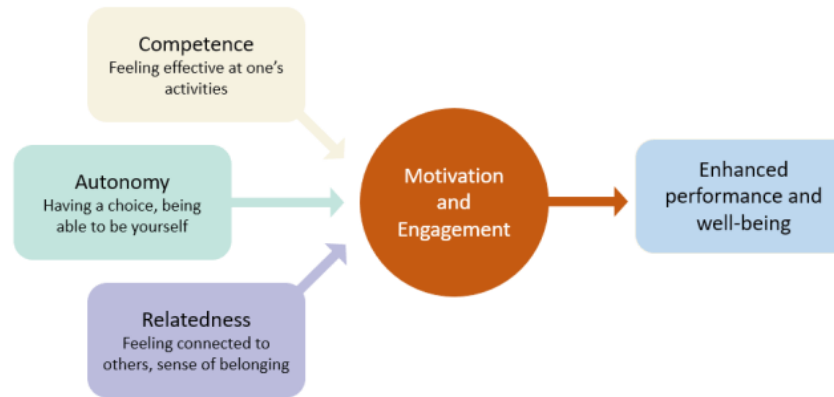 Competence
Feeling effective at one's
activities
Autonomy
Having a choice, being
able to be yourself
Relatedness
Feeling connected to
others, sense of belonging
Motivation
and
Engagement
Enhanced
performance and
well-being